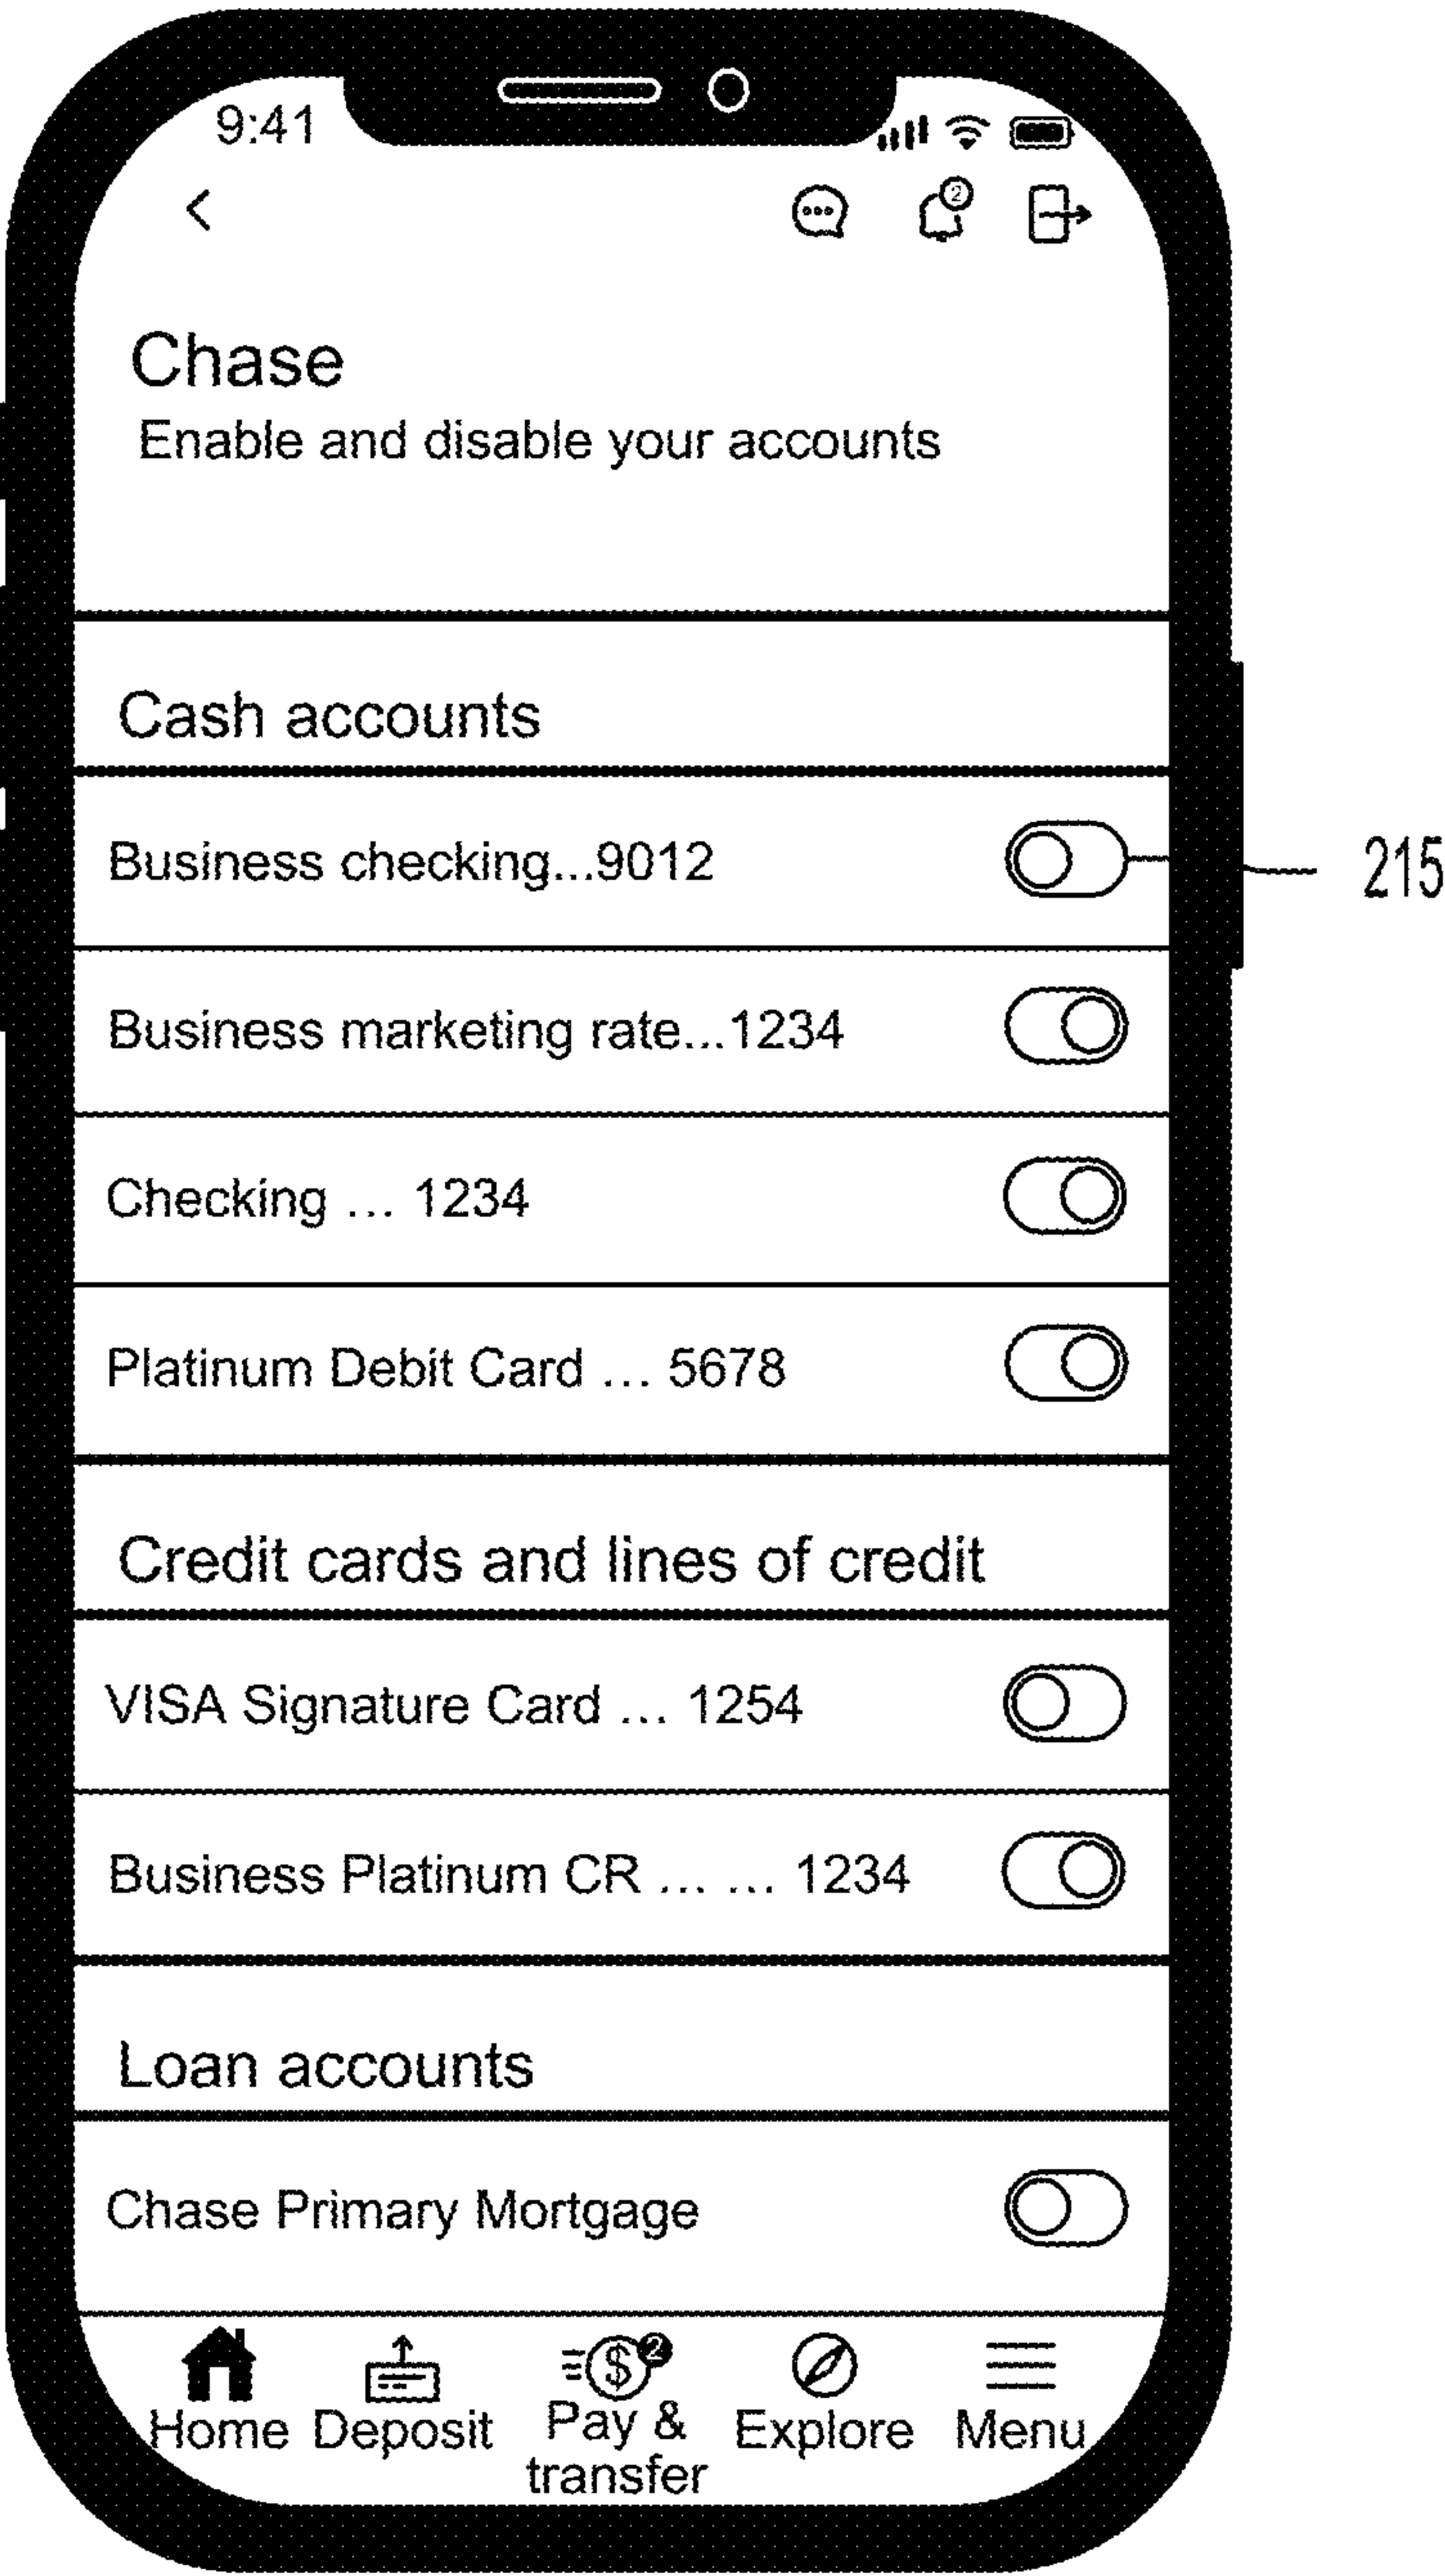 9:41
2
Chase
Enable and disable your accounts
Cash accounts
Business checking...9012
215
Business marketing rate...1234
Checking ... 1234
Platinum Debit Card ... 5678
Credit cards and lines of credit
VISA Signature Card ... 1254
Business Platinum CR ... ... 1234
Loan accounts
Chase Primary Mortgage
$ 2
Home Deposit Pay & Explore Menu
transfer